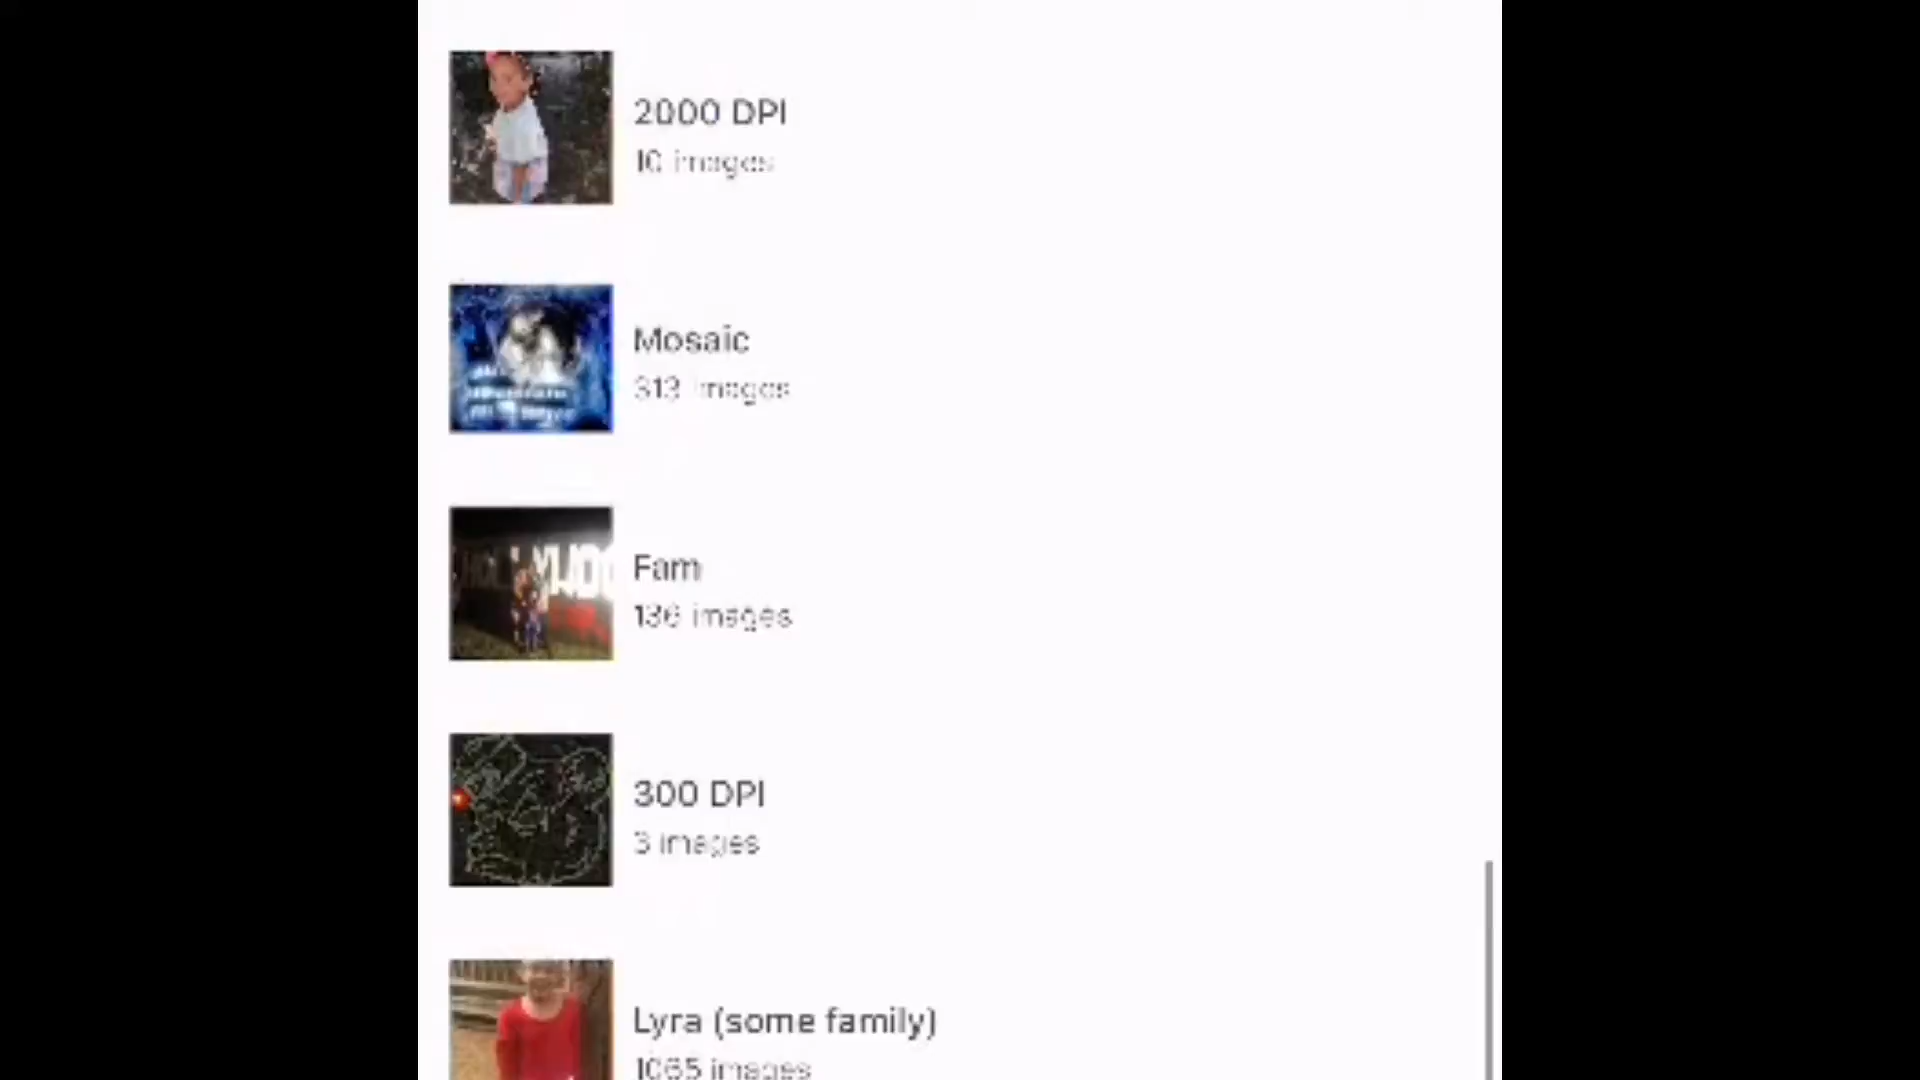 2000 DPI
10 images
Mosaic
313 images
Fam
136 images
300 DPI
3 images
Lyra (some family)
1065 images